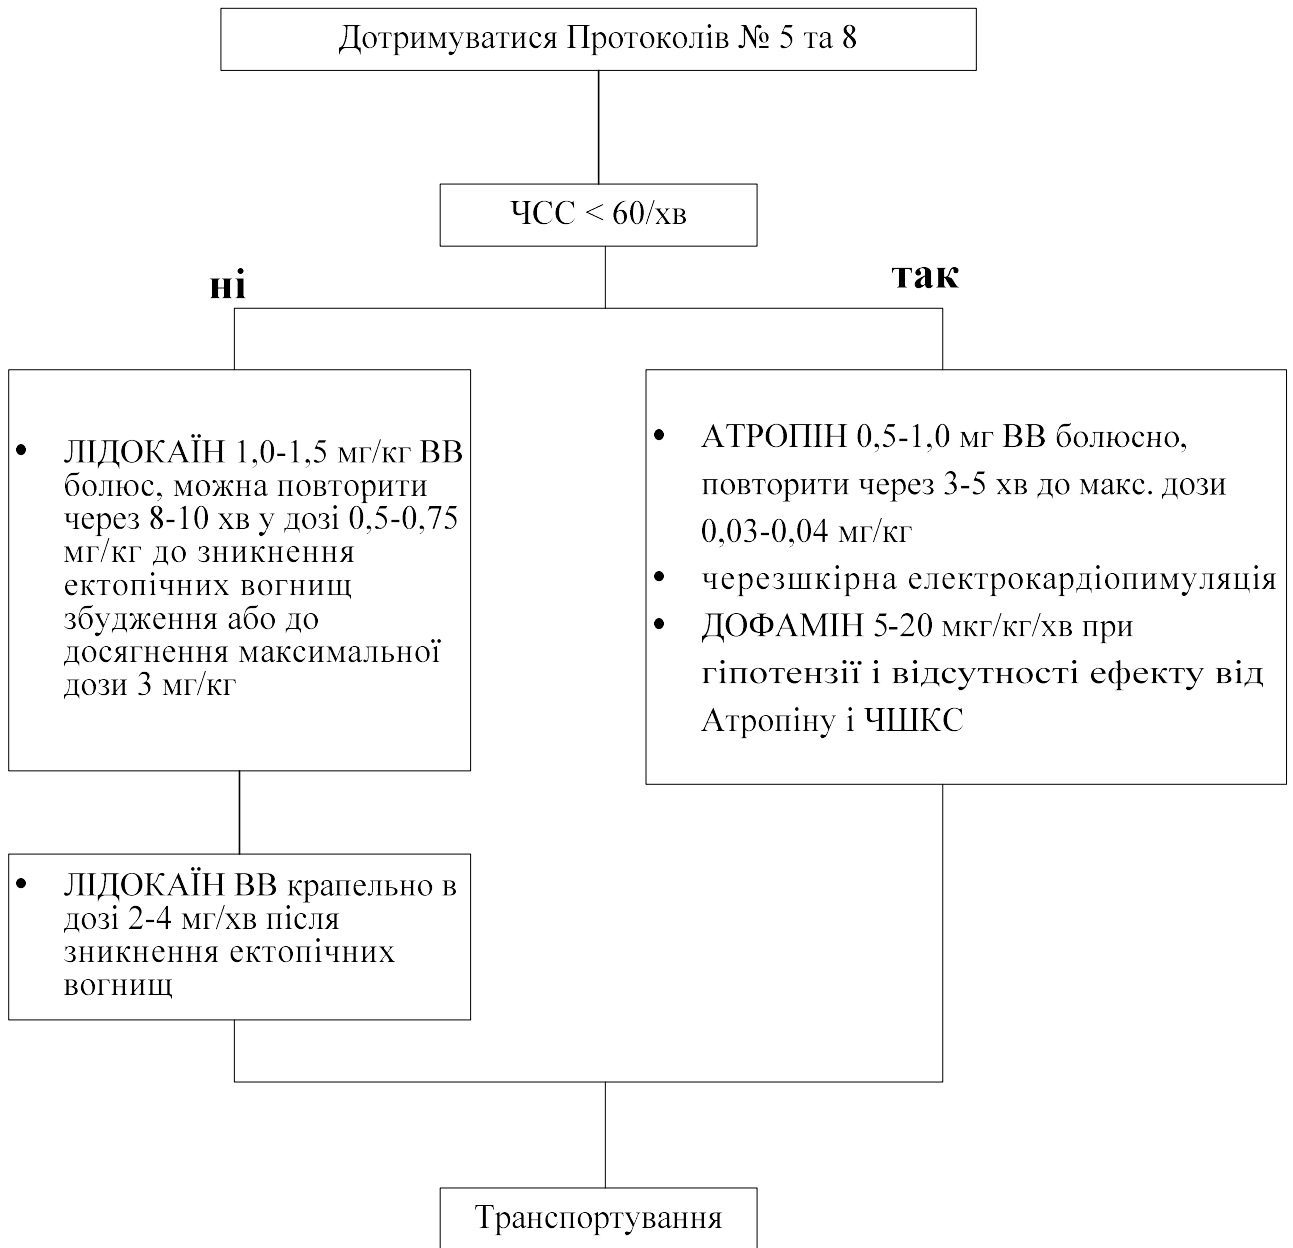 Дотримуватися Протоколів № 5 та 8
ЧСС < 60/хв
ні
так
• ЛІДОКАЇН 1,0-1,5 мг/кг ВВ
болюс, можна повторити
через 8-10 хв у дозі 0,5-0,75
мг/кг до зникнення
ектопічних вогнищ
збудження або до
досягнення максимальної
дози 3 мг/кг
• АТРОПІН 0,5-1,0 мг ВВ болюсно,
повторити через 3-5 хв до макс. дози
0,03-0,04 мг/кг
• черезшкірна електрокардіопимуляція
• ДОФАМІН 5-20 мкг/кг/хв при
гіпотензії і відсутності ефекту від
Атропіну і ЧШКС
• ЛІДОКАЇН ВВ крапельно в
дозі 2-4 мг/хв після
зникнення ектопічних
вогнищ
Транспортування